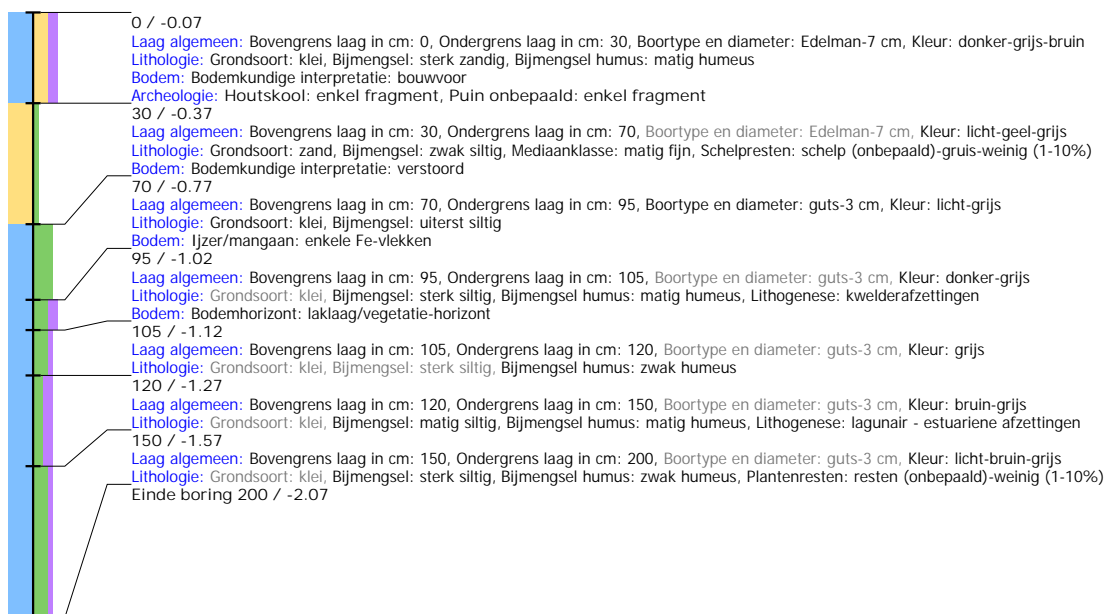 0 / -0.07
Laag algemeen: Bovengrens laag in cm: 0, Ondergrens laag in cm: 30, Boortype en diameter: Edelman-7 cm, Kleur: donker-grijs-bruin
Lithologie: Grondsoort: klei, Bijmengsel: sterk zandig, Bijmengsel humus: matig humeus
Bodem: Bodemkundige interpretatie: bouwvoor
Archeologie: Houtskool: enkel fragment, Puin onbepaald: enkel fragment
30 / -0.37
Laag algemeen: Bovengrens laag in cm: 30, Ondergrens laag in cm: 70, Boortype en diameter: Edelman-7 cm, Kleur: licht-geel-grijs
Lithologie: Grondsoort: zand, Bijmengsel: zwak siltig, Mediaanklasse: matig fijn, Schelpresten: schelp (onbepaald)-gruis-weinig (1-10%)
Bodem: Bodemkundige interpretatie: verstoord
70 / -0.77
Laag algemeen: Bovengrens laag in cm: 70, Ondergrens laag in cm: 95, Boortype en diameter: guts-3 cm, Kleur: licht-grijs
Lithologie: Grondsoort: klei, Bijmengsel: uiterst siltig
Bodem: Ijzer/mangaan: enkele Fe-vlekken
95 / -1.02
Laag algemeen: Bovengrens laag in cm: 95, Ondergrens laag in cm: 105, Boortype en diameter: guts-3 cm, Kleur: donker-grijs
Lithologie: Grondsoort: klei, Bijmengsel: sterk siltig, Bijmengsel humus: matig humeus, Lithogenese: kwelderafzettingen
Bodem: Bodemhorizont: laklaag/vegetatie-horizont
105 / -1.12
Laag algemeen: Bovengrens laag in cm: 105, Ondergrens laag in cm: 120, Boortype en diameter: guts-3 cm, Kleur: grijs
Lithologie: Grondsoort: klei, Bijmengsel: sterk siltig, Bijmengsel humus: zwak humeus
120 / -1.27
Laag algemeen: Bovengrens laag in cm: 120, Ondergrens laag in cm: 150, Boortype en diameter: guts-3 cm, Kleur: bruin-grijs
Lithologie: Grondsoort: klei, Bijmengsel: matig siltig, Bijmengsel humus: matig humeus, Lithogenese: lagunair - estuariene afzettingen
150 / -1.57
Laag algemeen: Bovengrens laag in cm: 150, Ondergrens laag in cm: 200, Boortype en diameter: guts-3 cm, Kleur: licht-bruin-grijs
Lithologie: Grondsoort: klei, Bijmengsel: sterk siltig, Bijmengsel humus: zwak humeus, Plantenresten: resten (onbepaald)-weinig (1-10%)
Einde boring 200 / -2.07